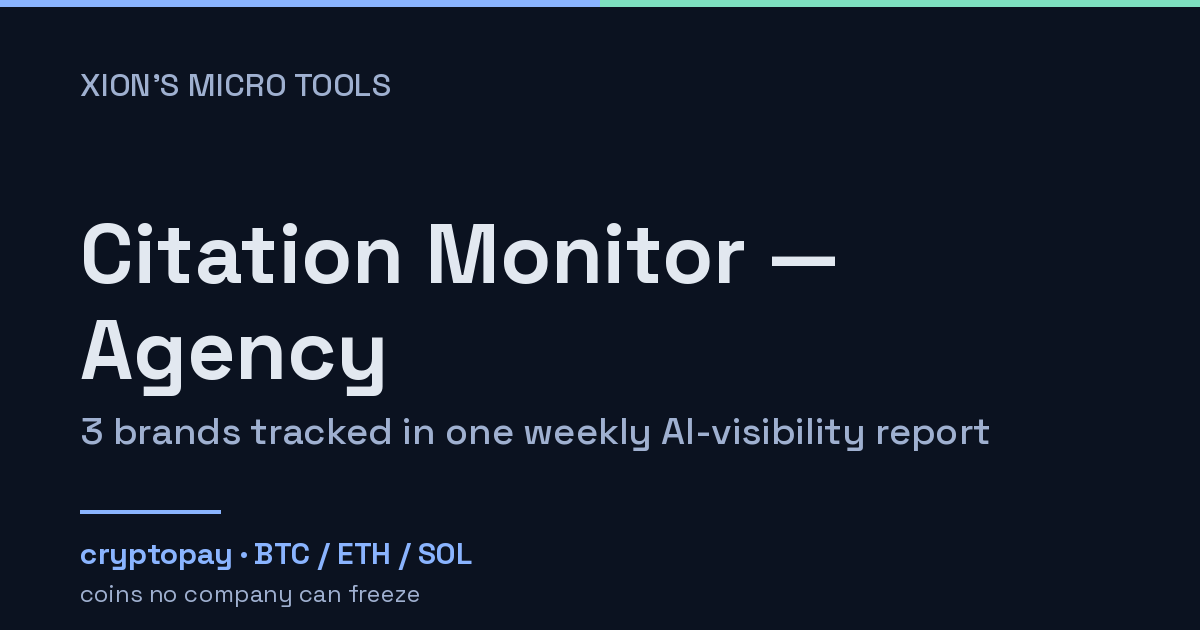 XION’S MICRO TOOLS
Citation Monitor —
Agency
3 brands tracked in one weekly AI-visibility report
cryptopay · BTC / ETH / SOL
coins no company can freeze